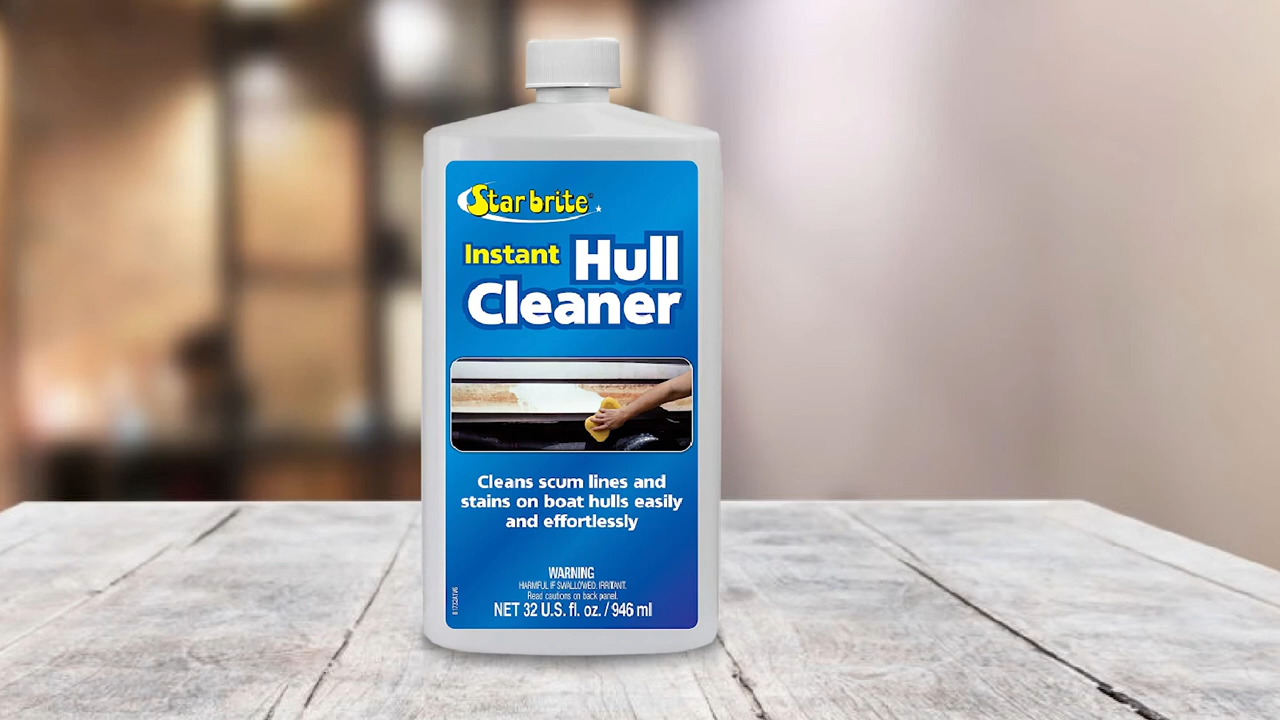 Star brite®
Instant Hull
Cleaner
Cleans scum lines and
stains on boat hulls easily
and effortlessly
WARNING
HARMFUL IF SWALLOWED. IRRITANT.
Read cautions on back panel.
NET 32 U.S. fl. oz. / 946 ml